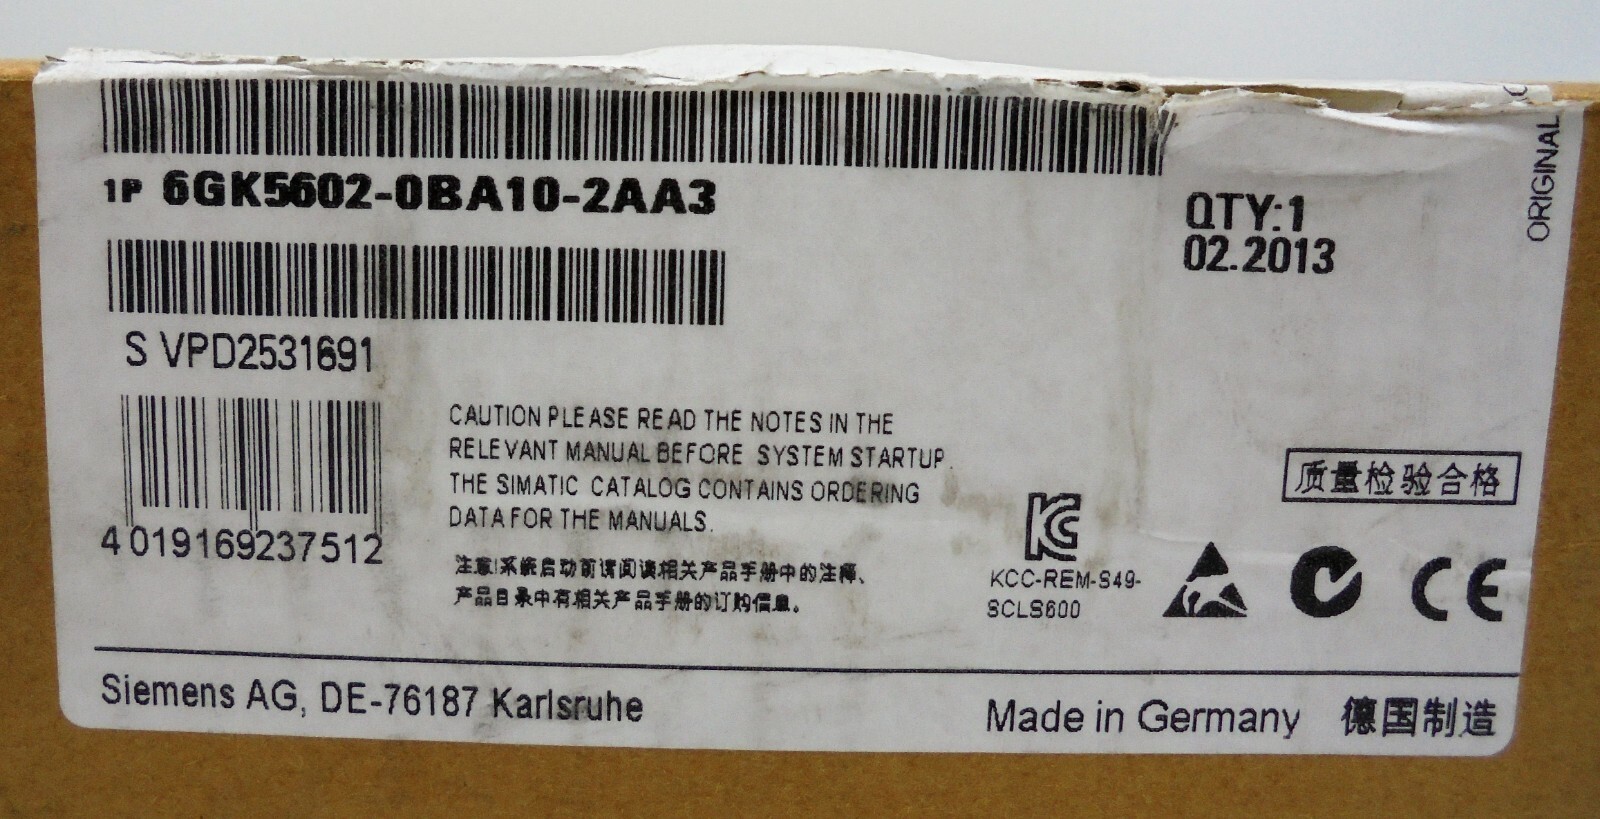 1P 6GK5602-0BA10-2AA3
QTY:1
02.2013
ORIGINAL
S VPD2531691
4 019169237512
CAUTION PLEASE READ THE NOTES IN THE
RELEVANT MANUAL BEFORE SYSTEM STARTUP.
THE SIMATIC CATALOG CONTAINS ORDERING
DATA FOR THE MANUALS.
注意!系统启动前请阅读相关产品手册中的注释、
产品目录中有相关产品手册的订购信息。
KCC-REM-S49-
SCLS600
质量检验合格
CE
Siemens AG, DE-76187 Karlsruhe
Made in Germany 德国制造